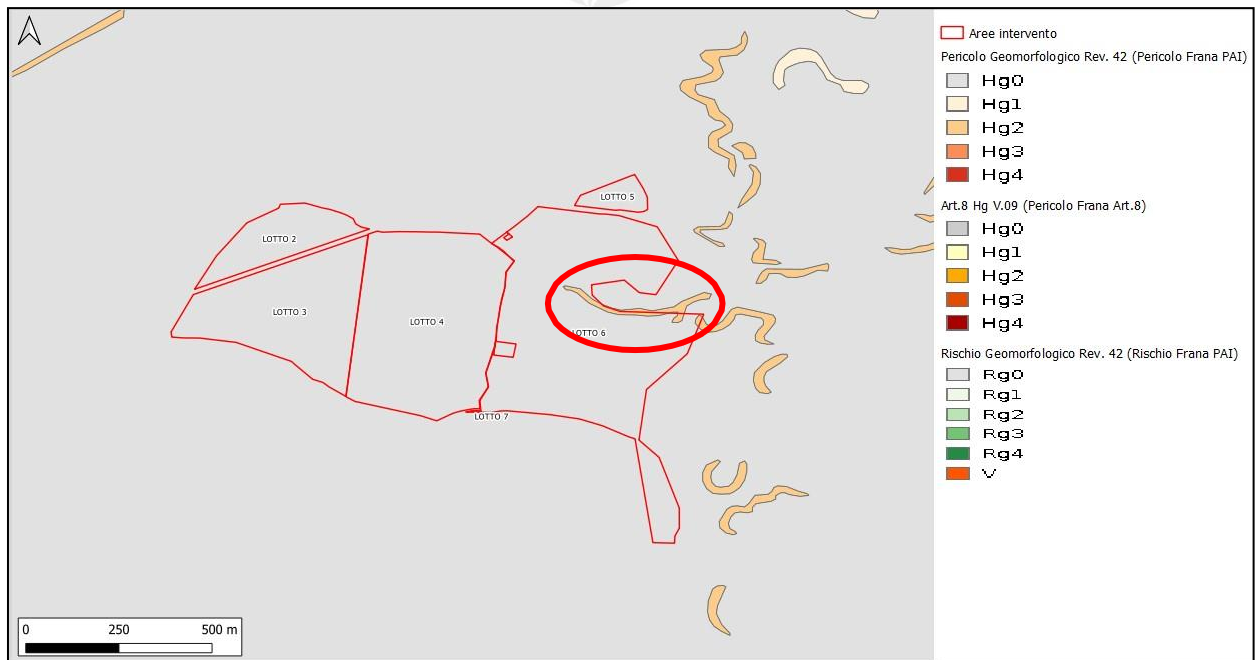 Aree intervento
Pericolo Geomorfologico Rev. 42 (Pericolo Frana PAI)
Hg0
Hg1
Hg2
Hg3
Hg4
Art.8 Hg V.09 (Pericolo Frana Art.8)
Hg0
Hg1
Hg2
Hg3
Hg4
Rischio Geomorfologico Rev. 42 (Rischio Frana PAI)
Rg0
Rg1
Rg2
Rg3
Rg4
V
LOTTO 5
LOTTO 2
LOTTO 3
LOTTO 4
LOTTO 6
LOTTO 7
0 250 500 m